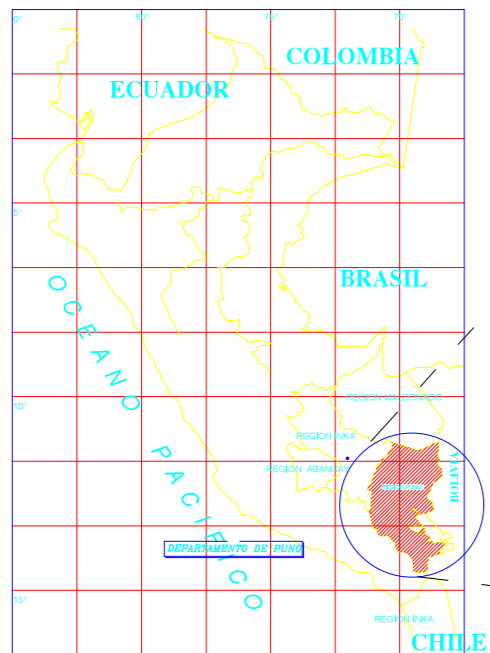 0°
80°
75°
70°
COLOMBIA
ECUADOR
5°
BRASIL
OCEANO PACIFICO
10°
REGION MALDONADO
REGION INKA
REGION ABANCAY
BOLIVIA
DEPARTAMENTO DE PUNO
15°
REGION INKA
CHILE